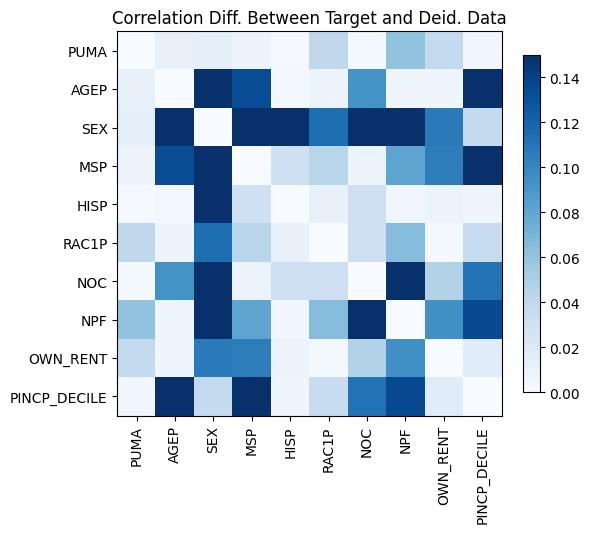 Correlation Diff. Between Target and Deid. Data
PUMA
AGEP
SEX
MSP
HISP
RAC1P
NOC
NPF
OWN_RENT
PINCP_DECILE
PUMA
AGEP
SEX
MSP
HISP
RAC1P
NOC
NPF
OWN_RENT
PINCP_DECILE
0.14
0.12
0.10
0.08
0.06
0.04
0.02
0.00